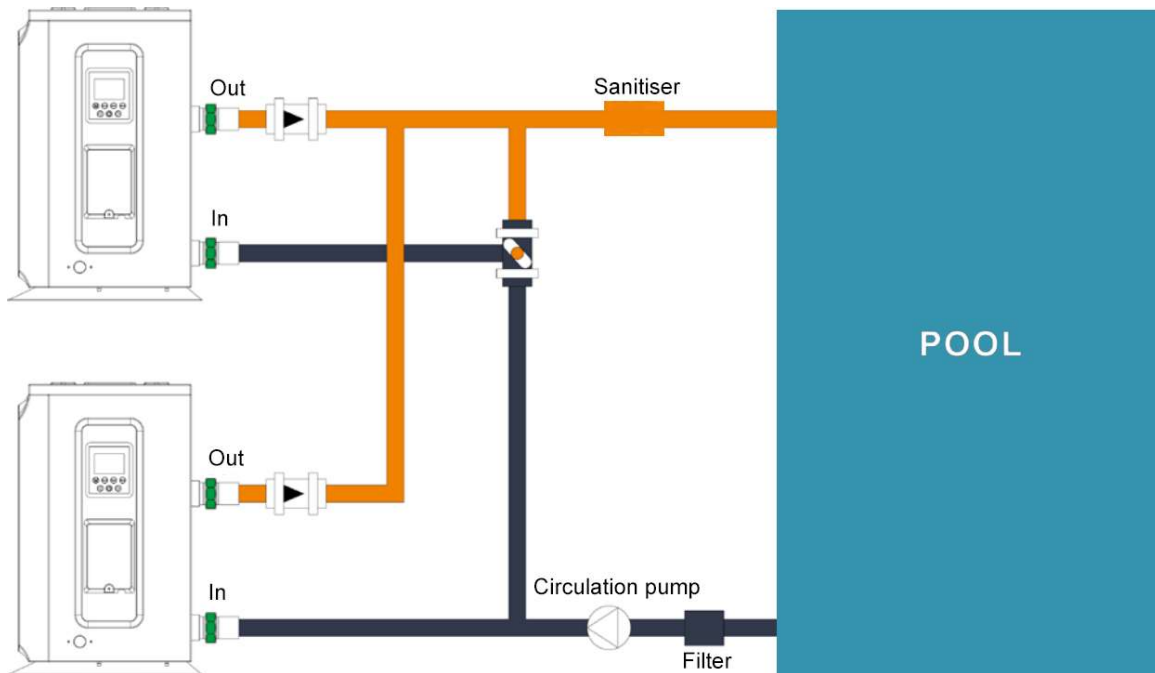 Out
Sanitiser
In
POOL
Out
In
Circulation pump
Filter